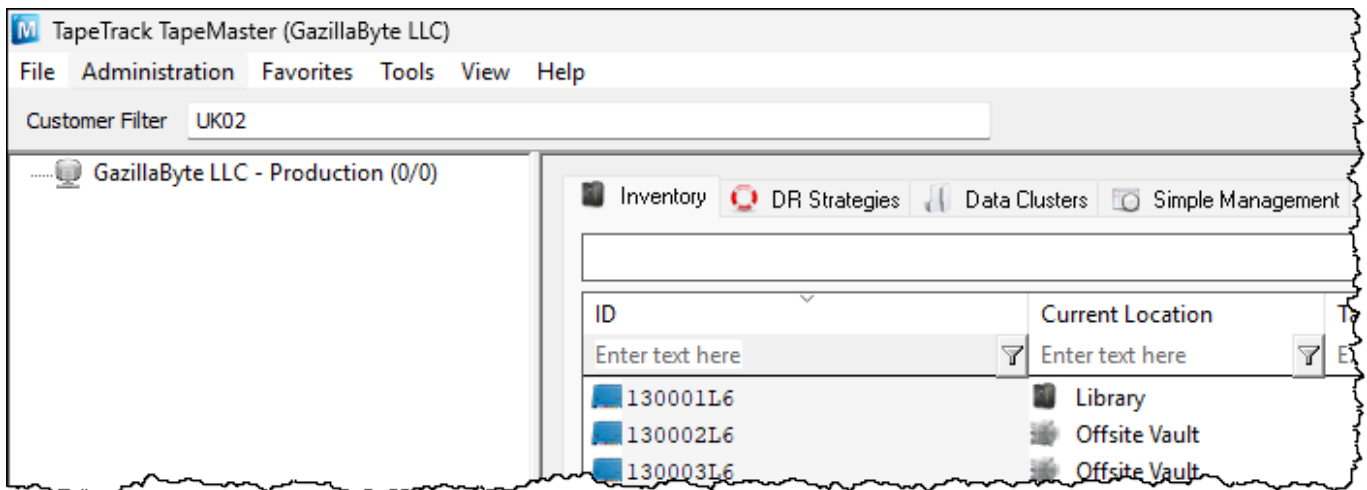 TapeTrack TapeMaster (GazillaByte LLC)
File Administration Favorites Tools View Help
Customer Filter UK02
GazillaByte LLC - Production (0/0)
Inventory DR Strategies Data Clusters Simple Management
ID Current Location
Enter text here Enter text here
130001L6 Library
130002L6 Offsite Vault
130003L6 Offsite Vault